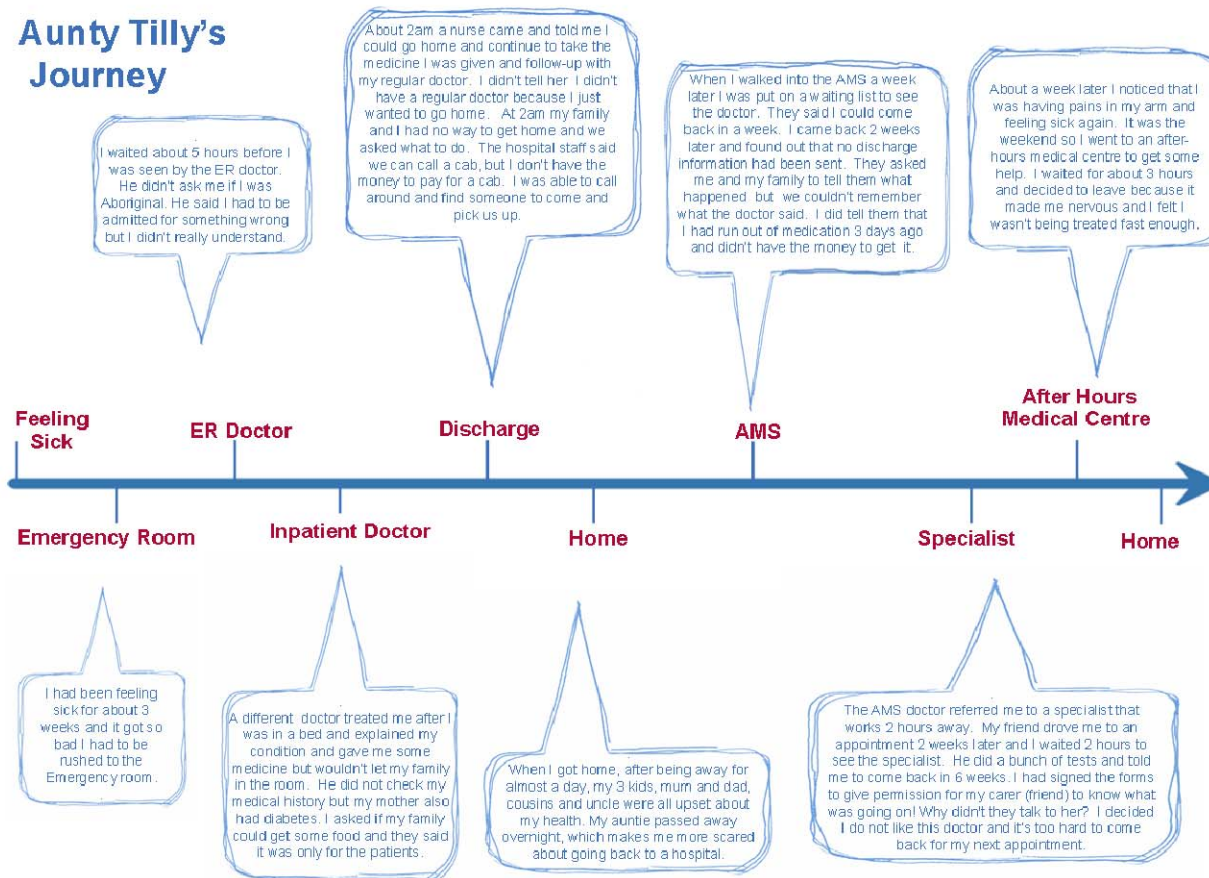 Aunty Tilly's
Journey
I waited about 5 hours before I
was seen by the ER doctor.
He didn't ask me if I was
Aboriginal. He said I had to be
admitted for something wrong
but I didn't really understand.
About 2am a nurse came and told me I
could go home and continue to take the
medicine I was given and follow-up with
my regular doctor. I didn't tell her I didn't
have a regular doctor because I just
wanted to go home. At 2am my family
and I had no way to get home and we
asked what to do. The hospital staff said
we can call a cab, but I don't have the
money to pay for a cab. I was able to call
around and find someone to come and
pick us up.
When I walked into the AMS a week
later I was put on a waiting list to see
the doctor. They said I could come
back in a week. I came back 2 weeks
later and found out that no discharge
information had been sent. They asked
me and my family to tell them what
happened but we couldn't remember
what the doctor said. I did tell them that
I had run out of medication 3 days ago
and didn't have the money to get it.
About a week later I noticed that I
was having pains in my arm and
feeling sick again. It was the
weekend so I went to an after-
hours medical centre to get some
help. I waited for about 3 hours
and decided to leave because it
made me nervous and I felt I
wasn't being treated fast enough.
Feeling
Sick
ER Doctor
Discharge
AMS
After Hours
Medical Centre
Emergency Room
Inpatient Doctor
Home
Specialist
Home
I had been feeling
sick for about 3
weeks and it got so
bad I had to be
rushed to the
Emergency room.
A different doctor treated me after I
was in a bed and explained my
condition and gave me some
medicine but wouldn't let my family
in the room. He did not check my
medical history but my mother also
had diabetes. I asked if my family
could get some food and they said
it was only for the patients.
When I got home, after being away for
almost a day, my 3 kids, mum and dad,
cousins and uncle were all upset about
my health. My auntie passed away
overnight, which makes me more scared
about going back to a hospital.
The AMS doctor referred me to a specialist that
works 2 hours away. My friend drove me to an
appointment 2 weeks later and I waited 2 hours to
see the specialist. He did a bunch of tests and told
me to come back in 6 weeks. I had signed the forms
to give permission for my carer (friend) to know what
was going on! Why didn't they talk to her? I decided
I do not like this doctor and it's too hard to come
back for my next appointment.